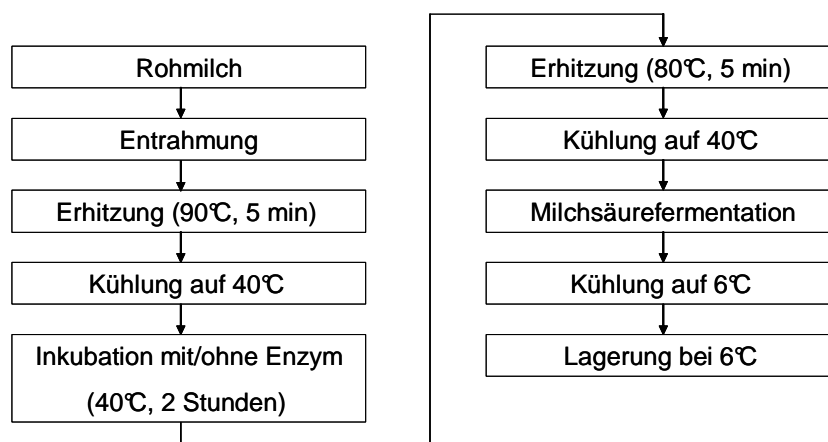 Rohmilch
Entrahmung
Erhitzung (90°C, 5 min)
Kühlung auf 40°C
Inkubation mit/ohne Enzym
(40°C, 2 Stunden)
Erhitzung (80°C, 5 min)
Kühlung auf 40°C
Milchsäurefermentation
Kühlung auf 6°C
Lagerung bei 6°C